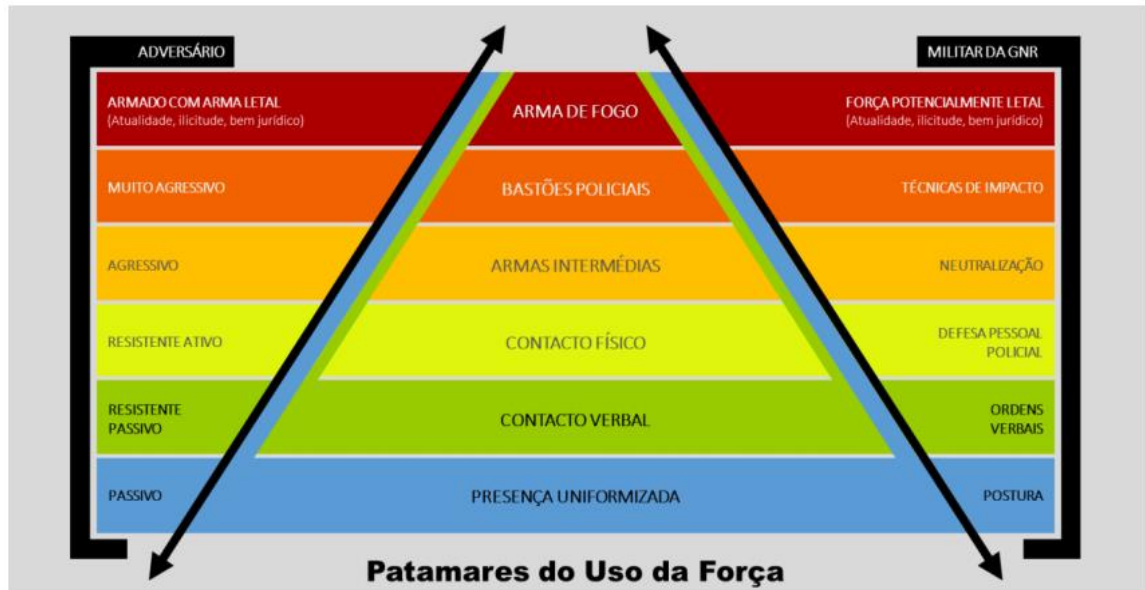 ADVERSÁRIO
MILITAR DA GNR
ARMADO COM ARMA LETAL
(Atualidade, ilicitude, bem jurídico)
ARMA DE FOGO
FORÇA POTENCIALMENTE LETAL
(Atualidade, ilicitude, bem jurídico)
MUITO AGRESSIVO
BASTÕES POLICIAIS
TÉCNICAS DE IMPACTO
AGRESSIVO
ARMAS INTERMÉDIAS
NEUTRALIZAÇÃO
RESISTENTE ATIVO
CONTACTO FÍSICO
DEFESA PESSOAL
POLICIAL
RESISTENTE
PASSIVO
CONTACTO VERBAL
ORDENS
VERBAIS
PASSIVO
PRESENÇA UNIFORMIZADA
POSTURA
Patamares do Uso da Força